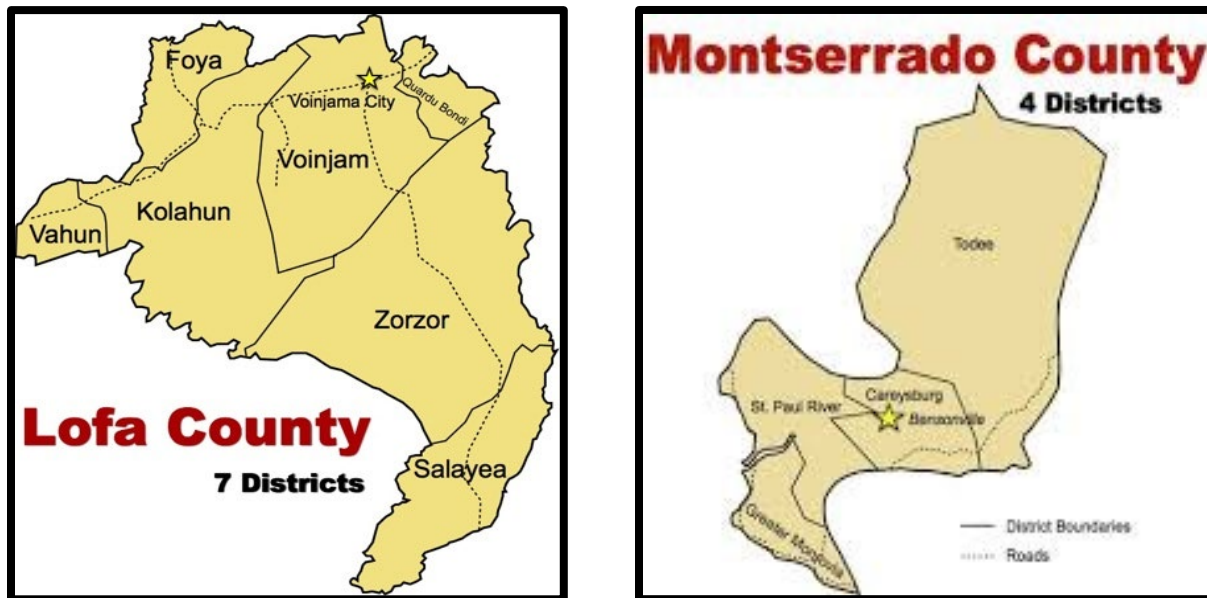 Foya
Voinjama City
Quardu Bondi
Voinjam
Kolahun
Vahun
Zorzor
Lofa County
7 Districts
Salayea
Montserrado County
4 Districts
Todee
Careysburg
St. Paul River
Bensonville
Greater Monrovia
District Boundaries
Roads